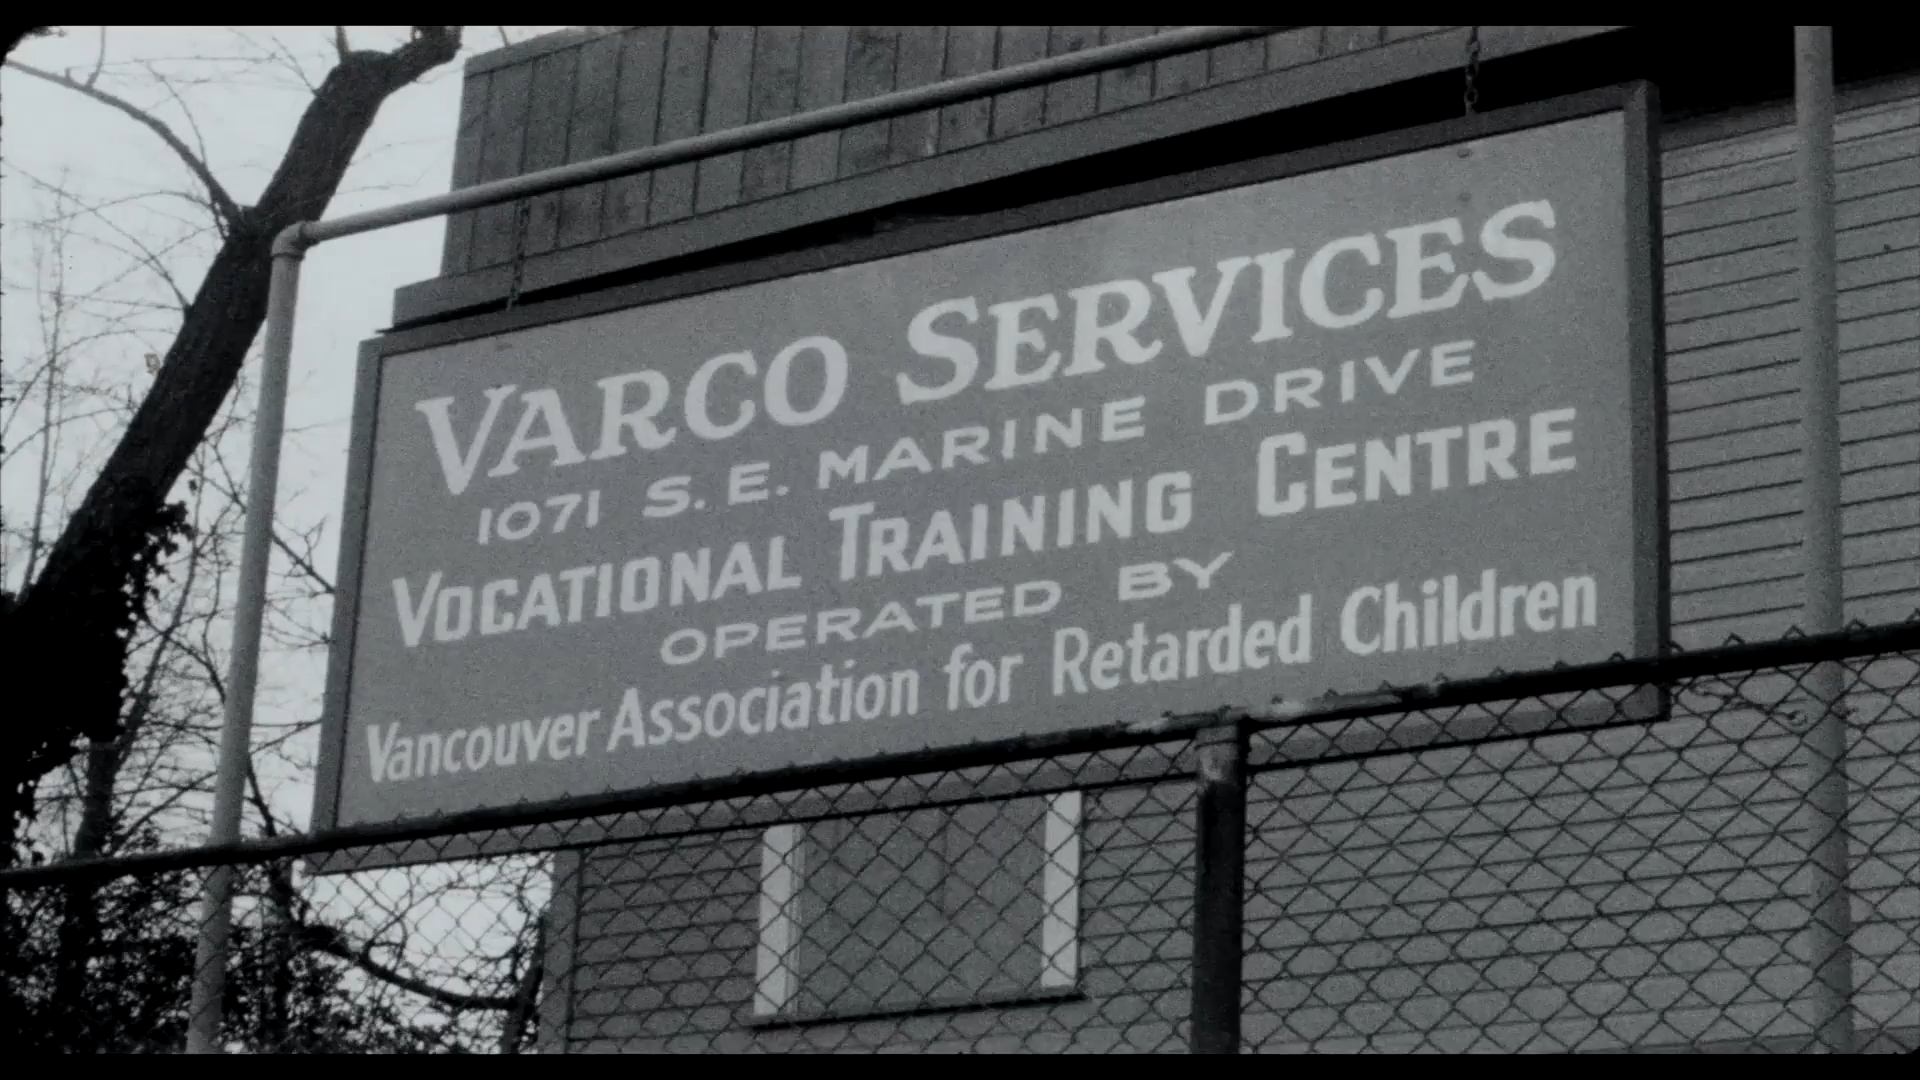 VARCO SERVICES
1071 S.E. MARINE DRIVE
VOCATIONAL TRAINING CENTRE
OPERATED BY
Vancouver Association for Retarded Children